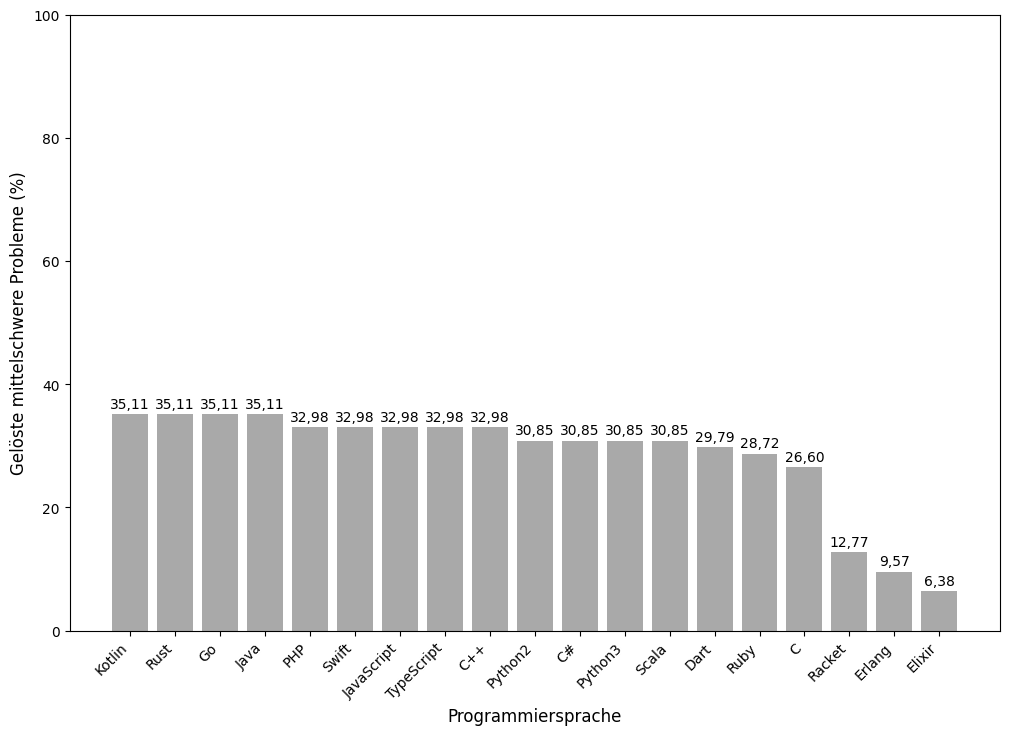 Gelöste mittelschwere Probleme (%)
100
80
60
40
20
0
35,11
35,11
35,11
35,11
32,98
32,98
32,98
32,98
32,98
30,85
30,85
30,85
30,85
29,79
28,72
26,60
12,77
9,57
6,38
Kotlin
Rust
Go
Java
PHP
Swift
JavaScript
TypeScript
C++
Python2
C#
Python3
Scala
Dart
Ruby
C
Racket
Erlang
Elixir
Programmiersprache